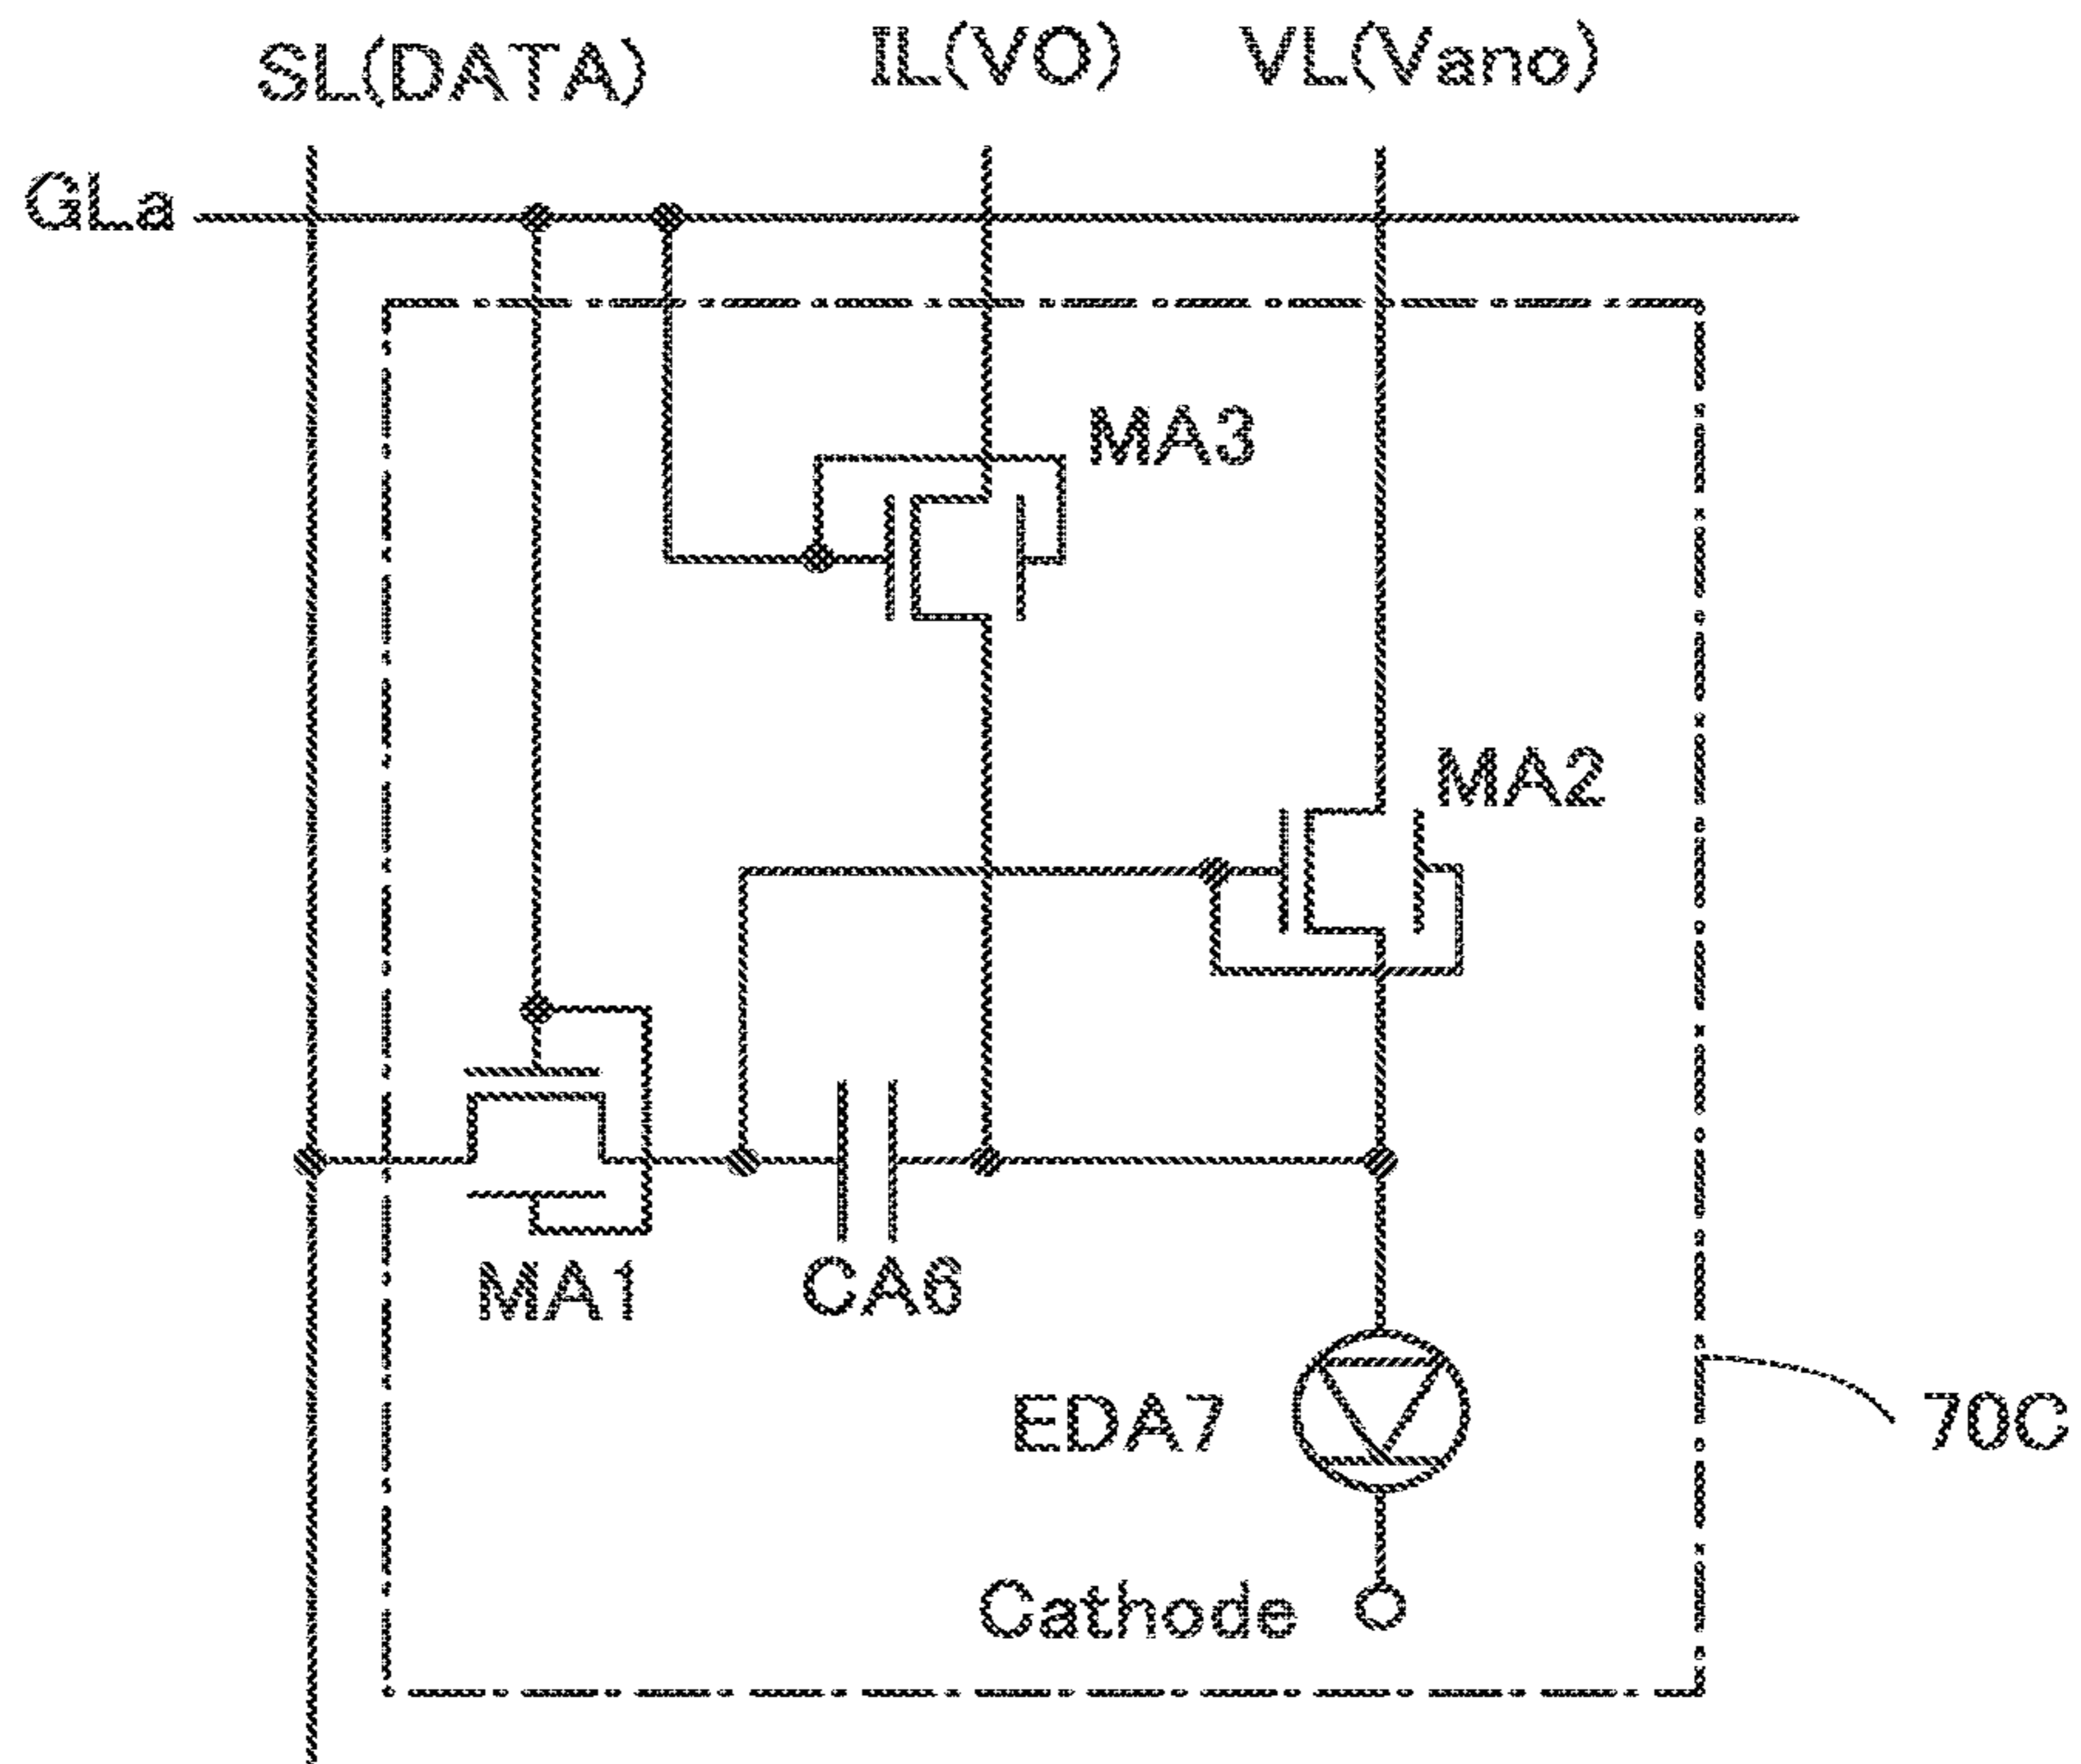 SL(DATA)
IL(VO)
VL(Vano)
GLa
MA3
MA2
MA1
CA6
EDA7
70C
Cathode